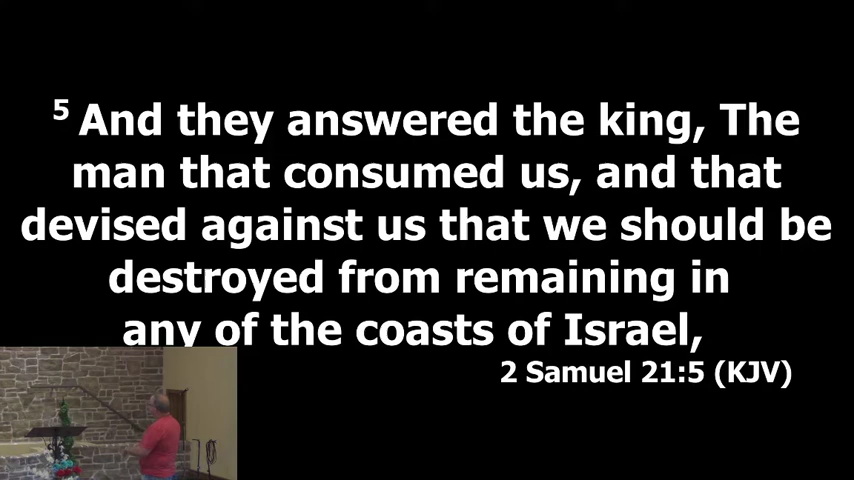 5 And they answered the king, The
man that consumed us, and that
devised against us that we should be
destroyed from remaining in
any of the coasts of Israel,
2 Samuel 21:5 (KJV)